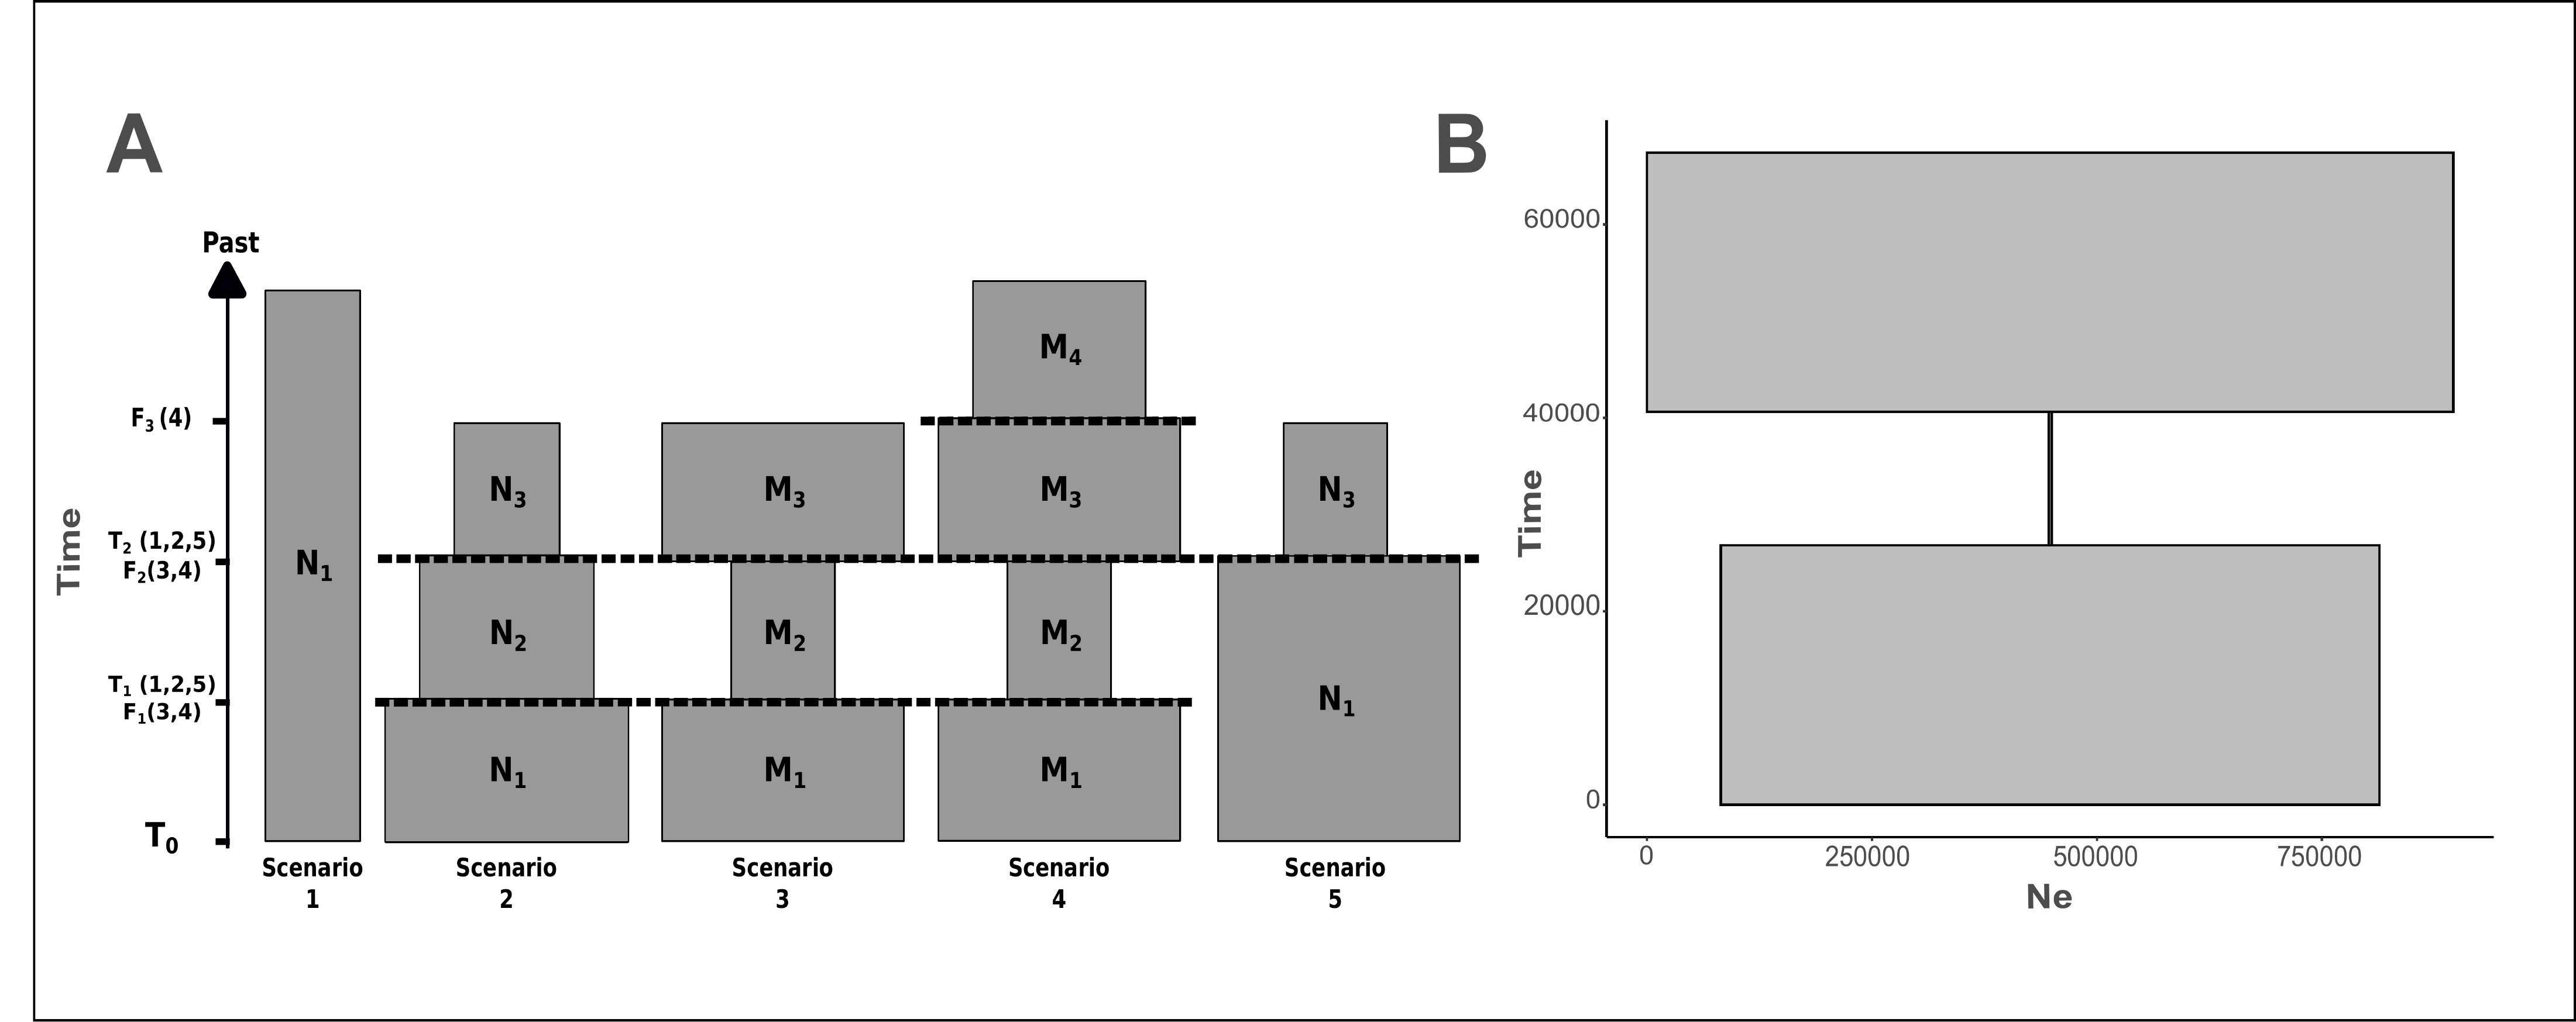 A
Past
Time
F₃ (4)
T₂ (1,2,5)
F₂(3,4)
T₁ (1,2,5)
F₁(3,4)
T₀
N₁
N₃
N₂
N₁
M₃
M₂
M₁
M₄
M₃
M₂
M₁
N₃
N₁
Scenario
1
Scenario
2
Scenario
3
Scenario
4
Scenario
5
B
Time
60000
40000
20000
0
0 250000 500000 750000
Ne